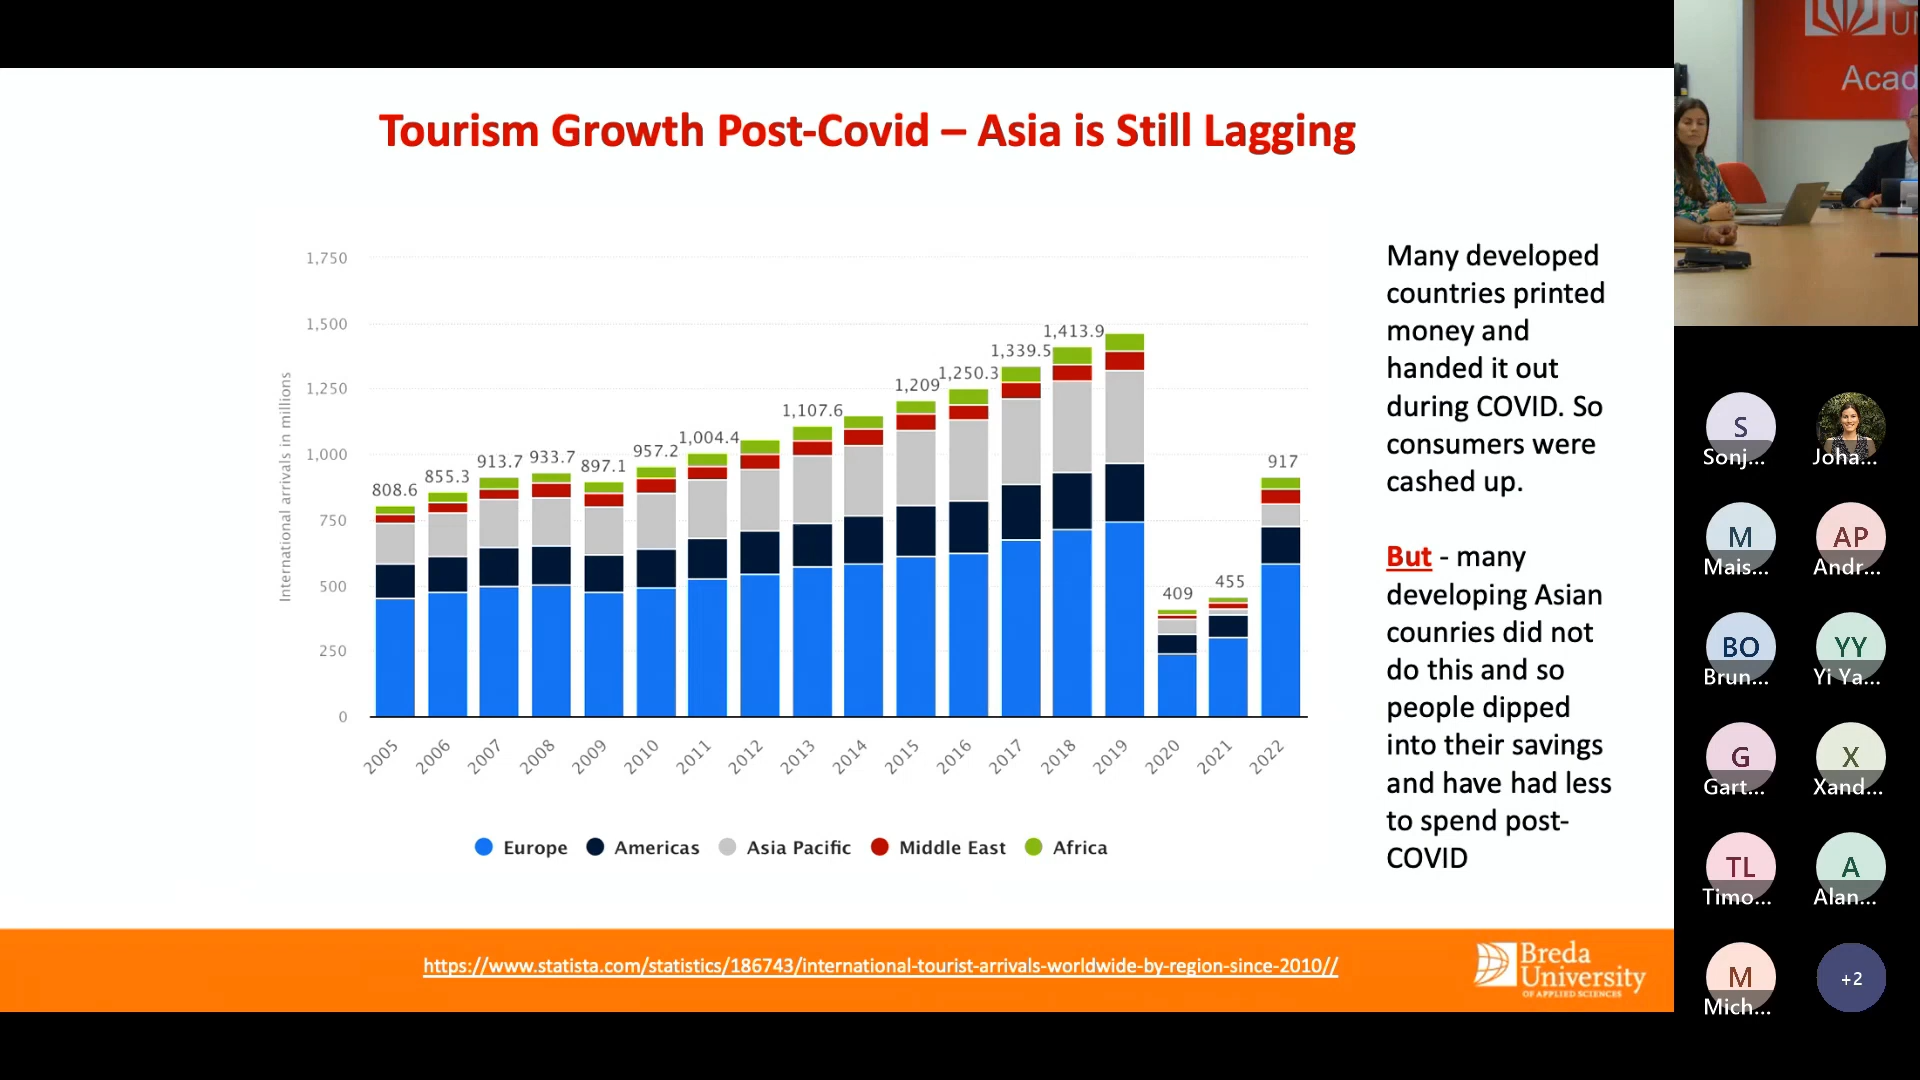 Tourism Growth Post-Covid – Asia is Still Lagging
International arrivals in millions
1,750
1,500
1,250
1,000
750
500
250
0
808.6
855.3
913.7
933.7
897.1
957.2
1,004.4
1,107.6
1,209
1,250.3
1,339.5
1,413.9
409
455
917
2005
2006
2007
2008
2009
2010
2011
2012
2013
2014
2015
2016
2017
2018
2019
2020
2021
2022
Europe
Americas
Asia Pacific
Middle East
Africa
Many developed
countries printed
money and
handed it out
during COVID. So
consumers were
cashed up.
But - many
developing Asian
counries did not
do this and so
people dipped
into their savings
and have had less
to spend post-
COVID
https://www.statista.com/statistics/186743/international-tourist-arrivals-worldwide-by-region-since-2010//
Breda
University
OF APPLIED SCIENCES
UN
Acad
S
Sonj...
Joha...
M
Mais...
AP
Andr...
BO
Brun...
YY
Yi Ya...
G
Gart...
X
Xand...
TL
Timo...
A
Alan...
M
Mich...
+2